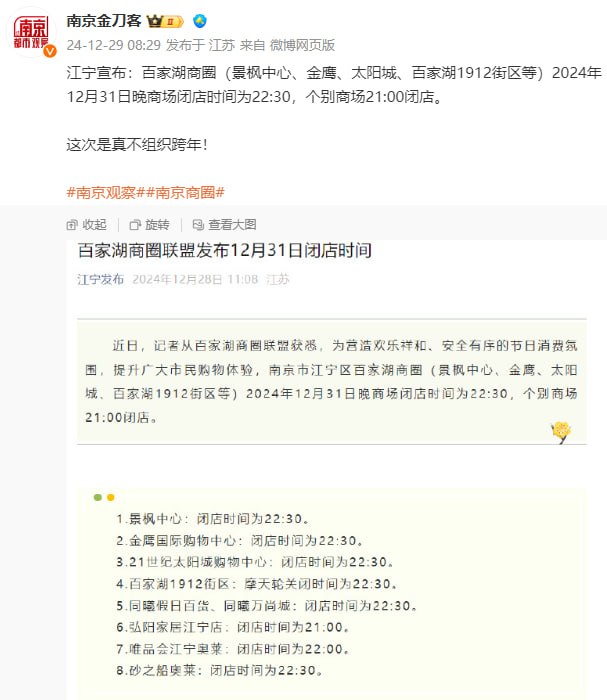 南京
都市观察
南京金刀客 II
24-12-29 08:29 发布于 江苏 来自 微博网页版
江宁宣布：百家湖商圈（景枫中心、金鹰、太阳城、百家湖1912街区等）2024年
12月31日晚商场闭店时间为22:30，个别商场21:00闭店。
这次是真不组织跨年！
#南京观察##南京商圈#
收起 旋转 查看大图
百家湖商圈联盟发布12月31日闭店时间
江宁发布 2024年12月28日 11:08 江苏
近日，记者从百家湖商圈联盟获悉，为营造欢乐祥和、安全有序的节日消费氛
围，提升广大市民购物体验，南京市江宁区百家湖商圈（景枫中心、金鹰、太阳
城、百家湖1912街区等）2024年12月31日晚商场闭店时间为22:30，个别商场
21:00闭店。
1.景枫中心：闭店时间为22:30。
2.金鹰国际购物中心：闭店时间为22:30。
3.21世纪太阳城购物中心：闭店时间为22:30。
4.百家湖1912街区：摩天轮关闭时间为22:30。
5.同曦假日百货、同曦万尚城：闭店时间为22:30。
6.弘阳家居江宁店：闭店时间为21:00。
7.唯品会江宁奥莱：闭店时间为22:00。
8.砂之船奥莱：闭店时间为22:30。